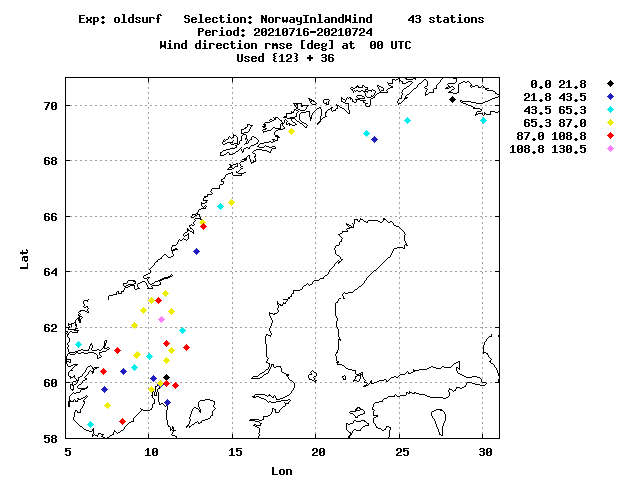 Exp: oldsurf   Selection: NorwayInlandWind     43 stations
Period: 20210716-20210724
Wind direction rmse [deg] at  00 UTC
Used {12} + 36
0.0 21.8
21.8 43.5
43.5 65.3
65.3 87.0
87.0 108.8
108.8 130.5
70
68
66
64
62
60
58
Lat
5 10 15 20 25 30
Lon